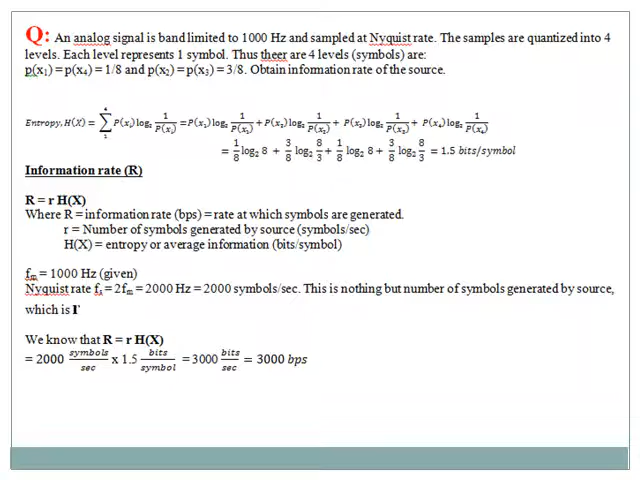 Q: An analog signal is band limited to 1000 Hz and sampled at Nyquist rate. The samples are quantized into 4
levels. Each level represents 1 symbol. Thus theer are 4 levels (symbols) are:
p(x₁) = p(x₄) = 1/8 and p(x₂) = p(x₃) = 3/8. Obtain information rate of the source.
Entropy, H(X) = ∑₁⁴ P(xᵢ) log₂ 1/P(xᵢ) = P(x₁) log₂ 1/P(x₁) + P(x₂) log₂ 1/P(x₂) + P(x₃) log₂ 1/P(x₃) + P(x₄) log₂ 1/P(x₄)
= 1/8 log₂ 8 + 3/8 log₂ 8/3 + 1/8 log₂ 8 + 3/8 log₂ 8/3 = 1.5 bits/symbol
Information rate (R)
R = r H(X)
Where R = information rate (bps) = rate at which symbols are generated.
r = Number of symbols generated by source (symbols/sec)
H(X) = entropy or average information (bits/symbol)
fₘ = 1000 Hz (given)
Nyquist rate fₛ = 2fₘ = 2000 Hz = 2000 symbols/sec. This is nothing but number of symbols generated by source,
which is r
We know that R = r H(X)
= 2000 symbols/sec x 1.5 bits/symbol = 3000 bits/sec = 3000 bps